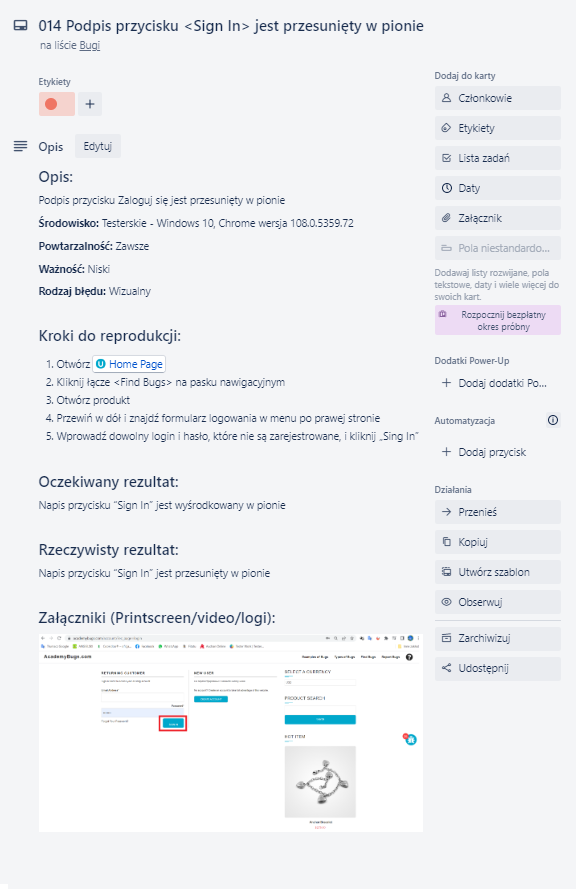 014 Podpis przycisku <Sign In> jest przesunięty w pionie
na liście Bugi
Etykiety
Opis
Edytuj
Opis:
Podpis przycisku Zaloguj się jest przesunięty w pionie
Środowisko: Testerskie - Windows 10, Chrome wersja 108.0.5359.72
Powtarzalność: Zawsze
Ważność: Niski
Rodzaj błędu: Wizualny
Kroki do reprodukcji:
1. Otwórz Home Page
2. Kliknij łącze <Find Bugs> na pasku nawigacyjnym
3. Otwórz produkt
4. Przewiń w dół i znajdź formularz logowania w menu po prawej stronie
5. Wprowadź dowolny login i hasło, które nie są zarejestrowane, i kliknij „Sing In”
Oczekiwany rezultat:
Napis przycisku “Sign In” jest wyśrodkowany w pionie
Rzeczywisty rezultat:
Napis przycisku “Sign In” jest przesunięty w pionie
Załączniki (Printscreen/video/logi):
AcademyBugs.com
RETURNING CUSTOMER
NEW USER
SELECT A CURRENCY
PRODUCT SEARCH
HOT ITEM
Dodaj do karty
Członkowie
Etykiety
Lista zadań
Daty
Załącznik
Pola niestandardo...
Dodawaj listy rozwijane, pola
tekstowe, daty i wiele więcej do
swoich kart.
Rozpocznij bezpłatny
okres próbny
Dodatki Power-Up
Dodaj dodatki Po...
Automatyzacja
Dodaj przycisk
Działania
Przenieś
Kopiuj
Utwórz szablon
Obserwuj
Zarchiwizuj
Udostępnij